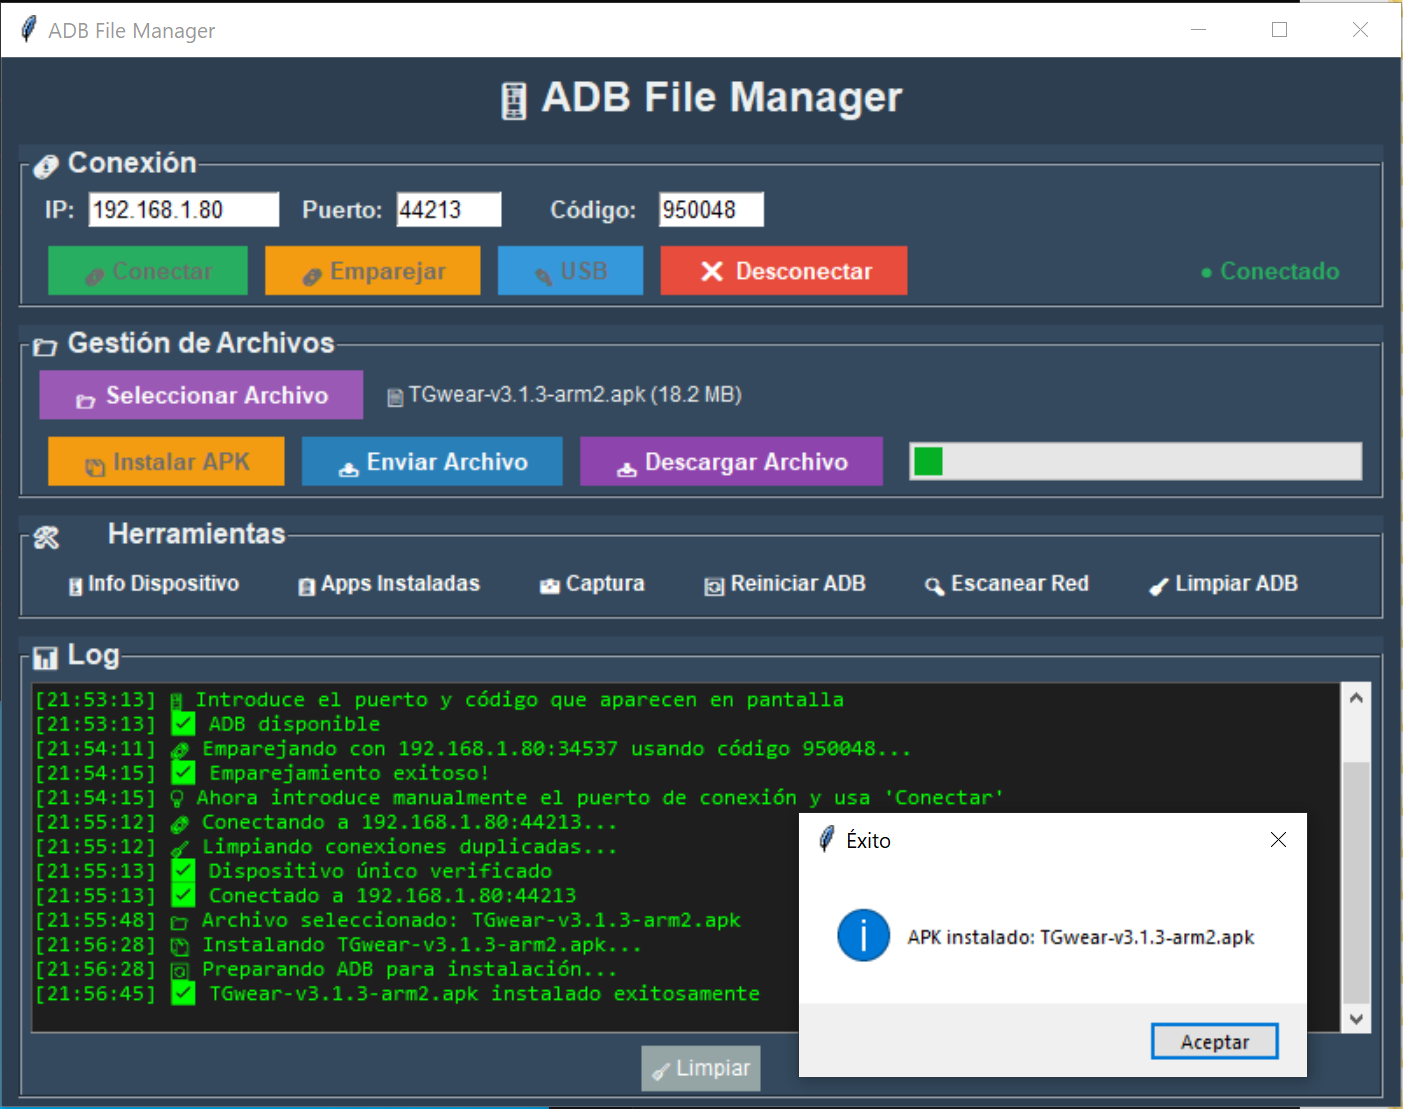 ADB File Manager
ADB File Manager
Conexión
IP: 192.168.1.80 Puerto: 44213 Código: 950048
Conectar Emparejar USB Desconectar ● Conectado
Gestión de Archivos
Seleccionar Archivo TGwear-v3.1.3-arm2.apk (18.2 MB)
Instalar APK Enviar Archivo Descargar Archivo
Herramientas
Info Dispositivo Apps Instaladas Captura Reiniciar ADB Escanear Red Limpiar ADB
Log
[21:53:13] Introduce el puerto y código que aparecen en pantalla
[21:53:13] ADB disponible
[21:54:11] Emparejando con 192.168.1.80:34537 usando código 950048...
[21:54:15] Emparejamiento exitoso!
[21:54:15] Ahora introduce manualmente el puerto de conexión y usa 'Conectar'
[21:55:12] Conectando a 192.168.1.80:44213...
[21:55:12] Limpiando conexiones duplicadas...
[21:55:13] Dispositivo único verificado
[21:55:13] Conectado a 192.168.1.80:44213
[21:55:48] Archivo seleccionado: TGwear-v3.1.3-arm2.apk
[21:56:28] Instalando TGwear-v3.1.3-arm2.apk...
[21:56:28] Preparando ADB para instalación...
[21:56:45] TGwear-v3.1.3-arm2.apk instalado exitosamente
Limpiar
Éxito
APK instalado: TGwear-v3.1.3-arm2.apk
Aceptar